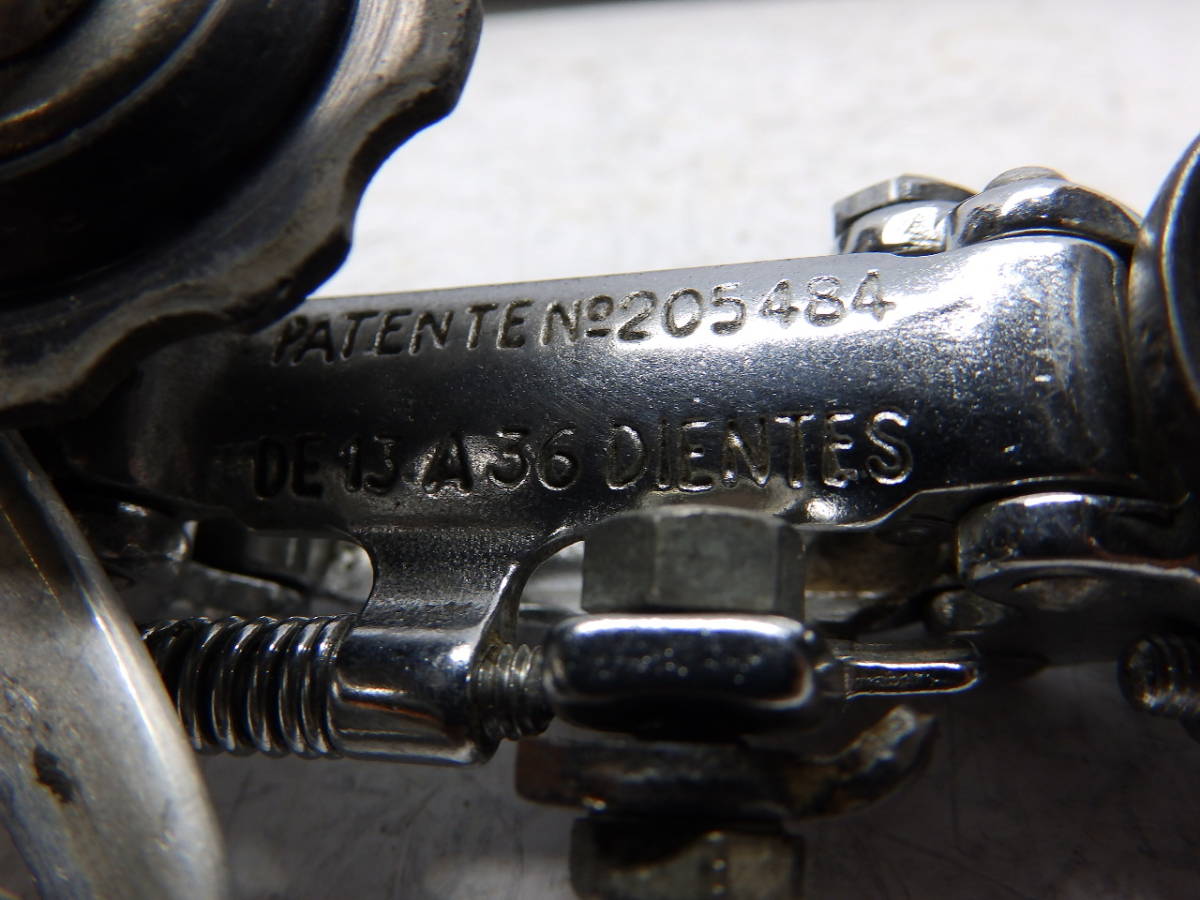 PATENTE Nº 205484
DE 13 A 36 DIENTES